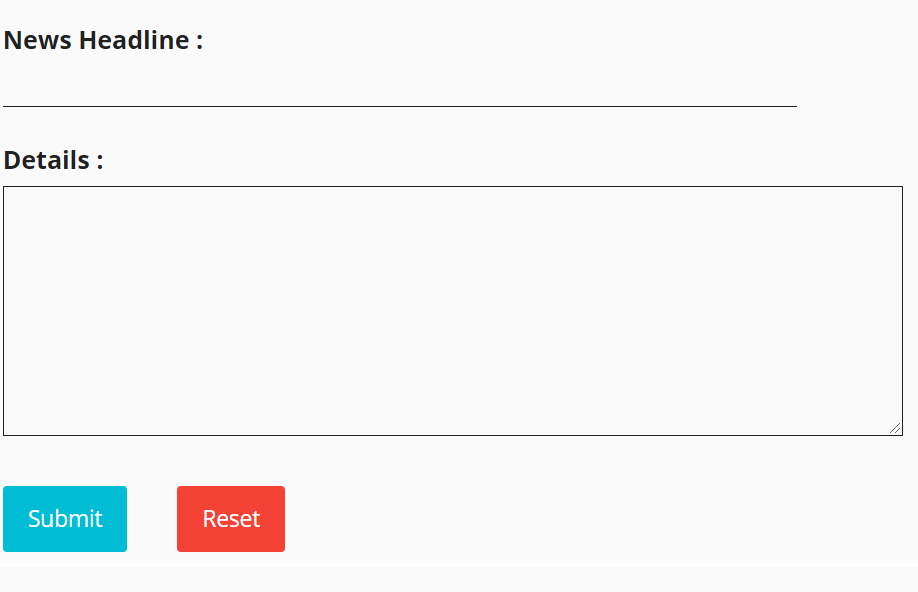 News Headline :
Details :
Submit Reset